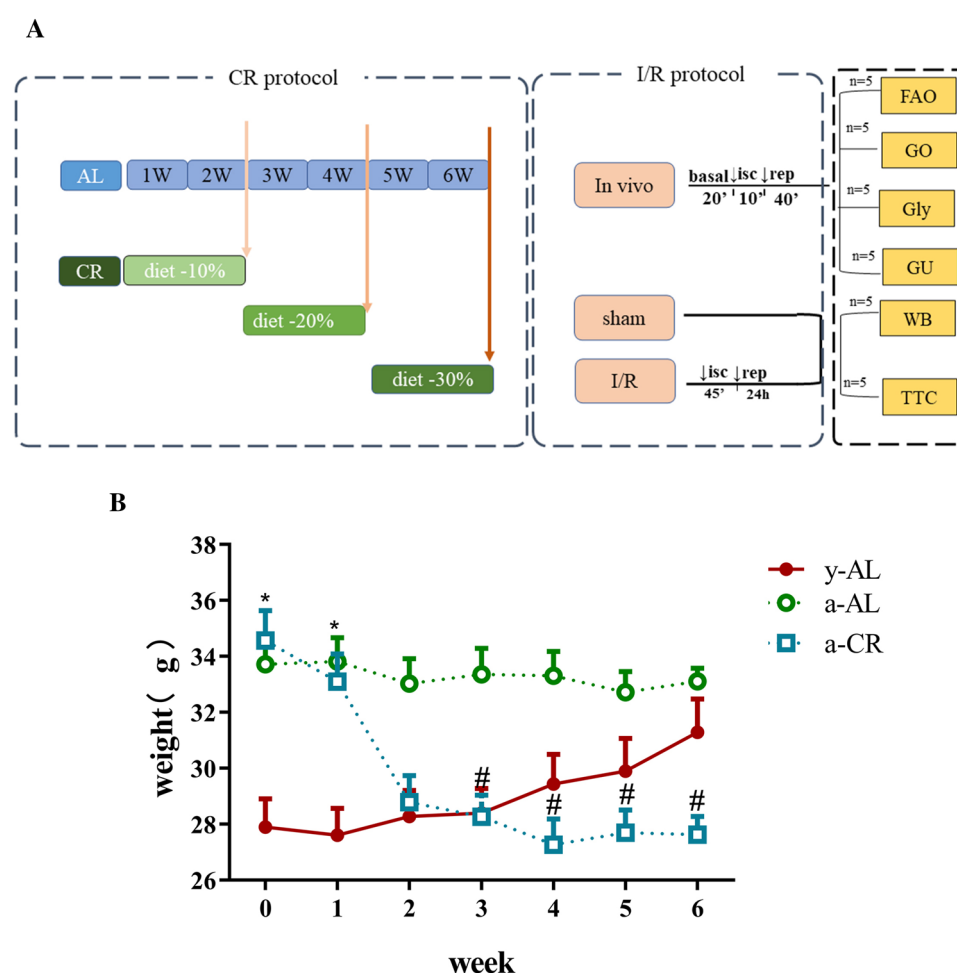 A
CR protocol
I/R protocol
AL 1W 2W 3W 4W 5W 6W
CR diet -10%
diet -20%
diet -30%
In vivo basal ↓isc ↓rep
20’ 10’ 40’
sham
I/R ↓isc ↓rep
45’ 24h
n=5 FAO
n=5 GO
n=5 Gly
n=5 GU
n=5 WB
n=5 TTC
B
38
36
34
32
30
28
26
weight( g )
* *
# # # #
0 1 2 3 4 5 6
week
y-AL
a-AL
a-CR